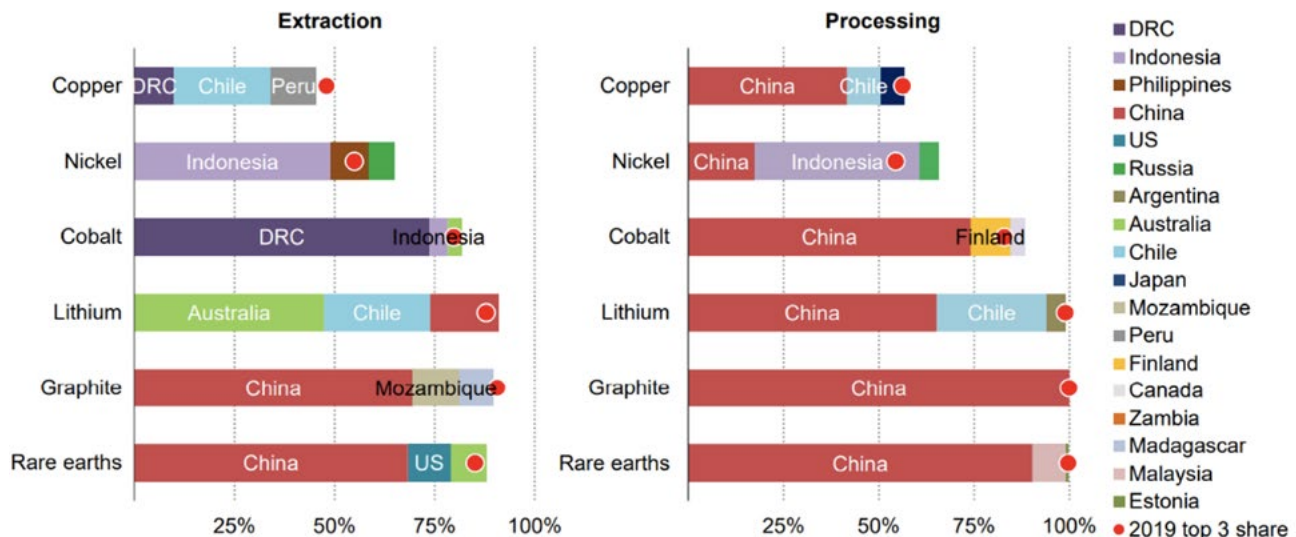 Extraction
Processing
Copper
DRC
Chile
Peru
Nickel
Indonesia
Cobalt
DRC
Indonesia
Lithium
Australia
Chile
Graphite
China
Mozambique
Rare earths
China
US
25%
50%
75%
100%
Copper
China
Chile
Nickel
China
Indonesia
Cobalt
China
Finland
Lithium
China
Chile
Graphite
China
Rare earths
China
25%
50%
75%
100%
DRC
Indonesia
Philippines
China
US
Russia
Argentina
Australia
Chile
Japan
Mozambique
Peru
Finland
Canada
Zambia
Madagascar
Malaysia
Estonia
2019 top 3 share